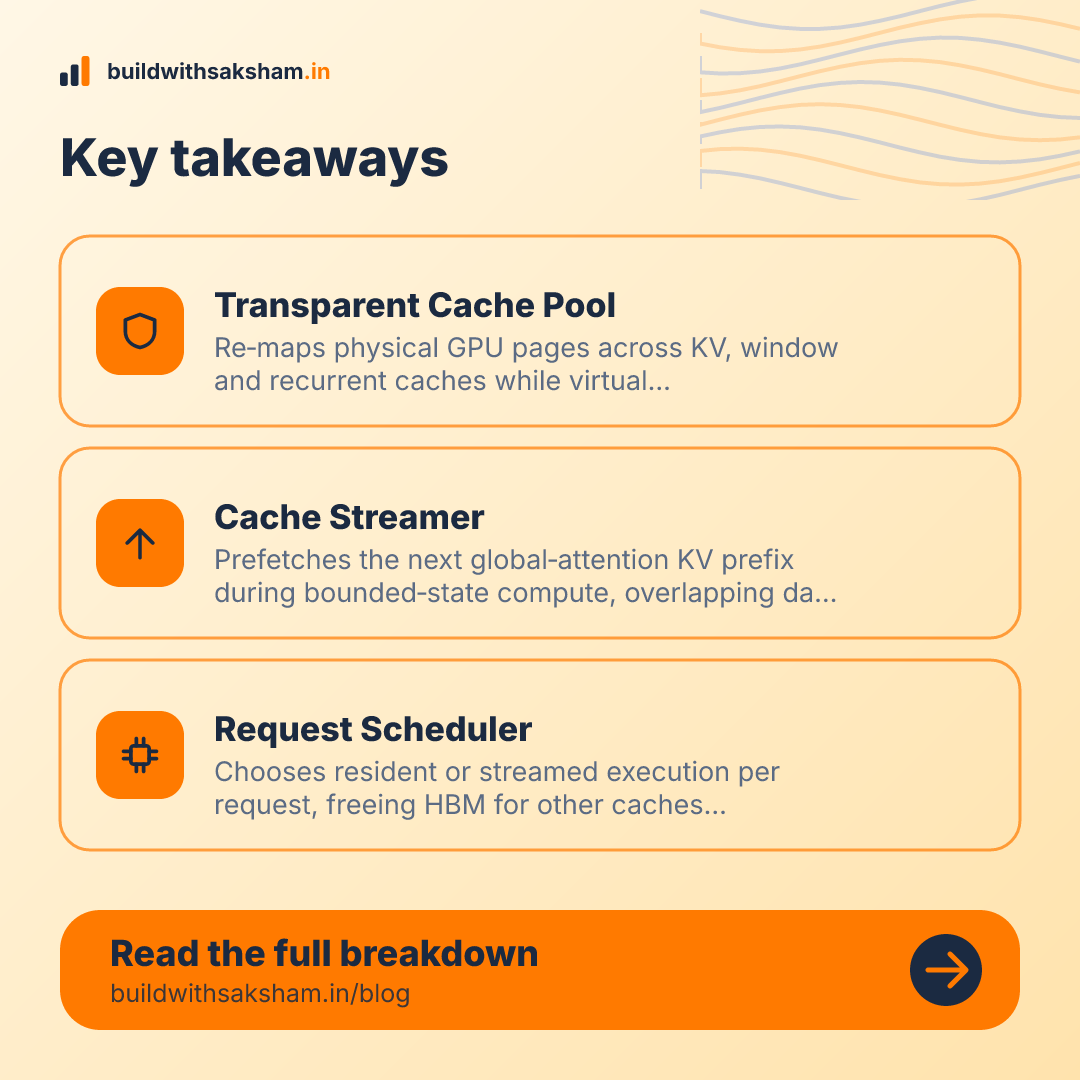 buildwithsaksham.in
Key takeaways
Transparent Cache Pool
Re-maps physical GPU pages across KV, window
and recurrent caches while virtual...
Cache Streamer
Prefetches the next global-attention KV prefix
during bounded-state compute, overlapping da...
Request Scheduler
Chooses resident or streamed execution per
request, freeing HBM for other caches...
Read the full breakdown
buildwithsaksham.in/blog